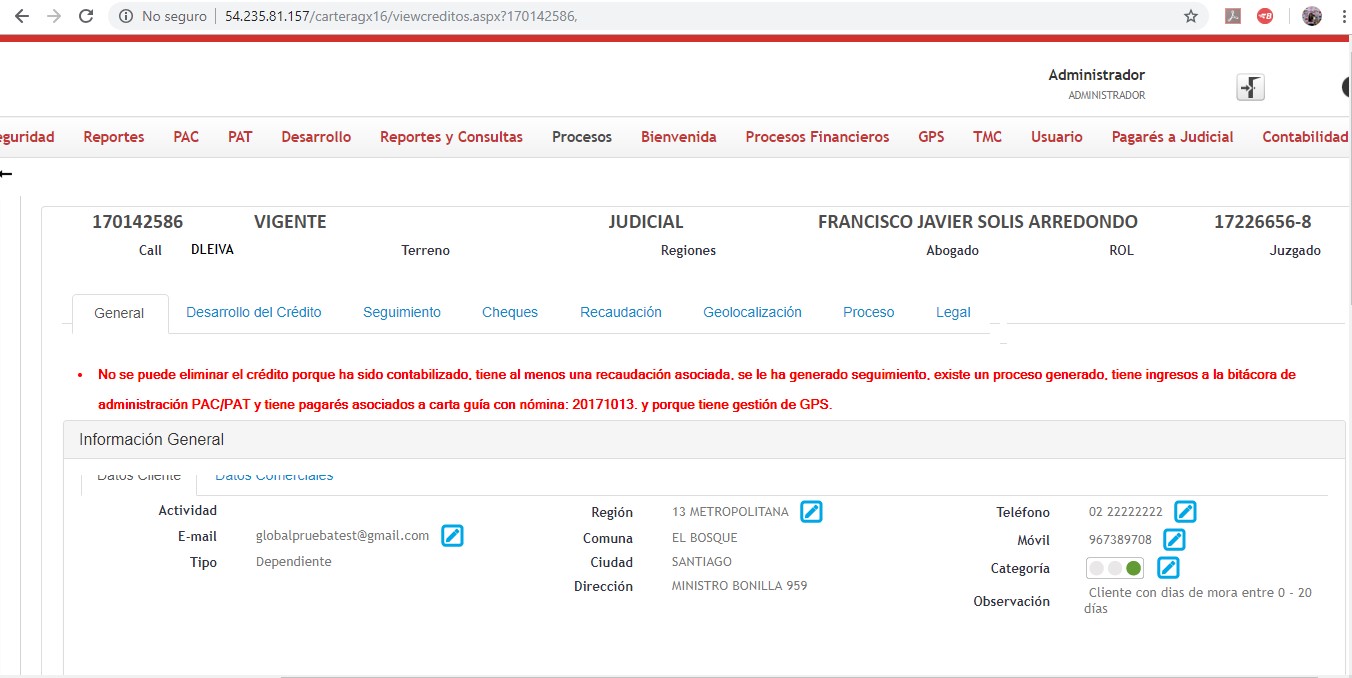 No seguro | 54.235.81.157/carteragx16/viewcreditos.aspx?170142586,
Administrador
ADMINISTRADOR
eguridad Reportes PAC PAT Desarrollo Reportes y Consultas Procesos Bienvenida Procesos Financieros GPS TMC Usuario Pagarés a Judicial Contabilidad
170142586 VIGENTE JUDICIAL FRANCISCO JAVIER SOLIS ARREDONDO 17226656-8
Call DLEIVA Terreno Regiones Abogado ROL Juzgado
General Desarrollo del Crédito Seguimiento Cheques Recaudación Geolocalización Proceso Legal
No se puede eliminar el crédito porque ha sido contabilizado, tiene al menos una recaudación asociada, se le ha generado seguimiento, existe un proceso generado, tiene ingresos a la bitácora de
administración PAC/PAT y tiene pagarés asociados a carta guía con nómina: 20171013. y porque tiene gestión de GPS.
Información General
Datos Cliente Datos Comerciales
Actividad Región 13 METROPOLITANA Teléfono 02 22222222
E-mail globalpruebatest@gmail.com Comuna EL BOSQUE Móvil 967389708
Tipo Dependiente Ciudad SANTIAGO Categoría
Dirección MINISTRO BONILLA 959
Observación Cliente con dias de mora entre 0 - 20
días